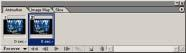 Animation Image Map Slice
0 sec. 0 sec.
Forever